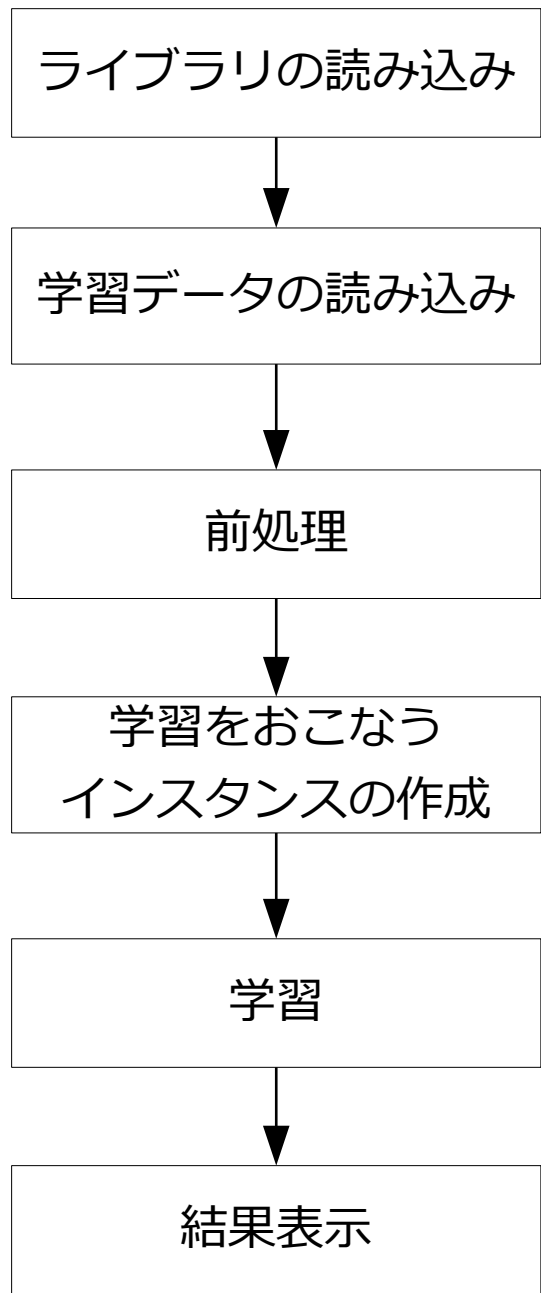 ライブラリの読み込み
学習データの読み込み
前処理
学習をおこなう
インスタンスの作成
学習
結果表示